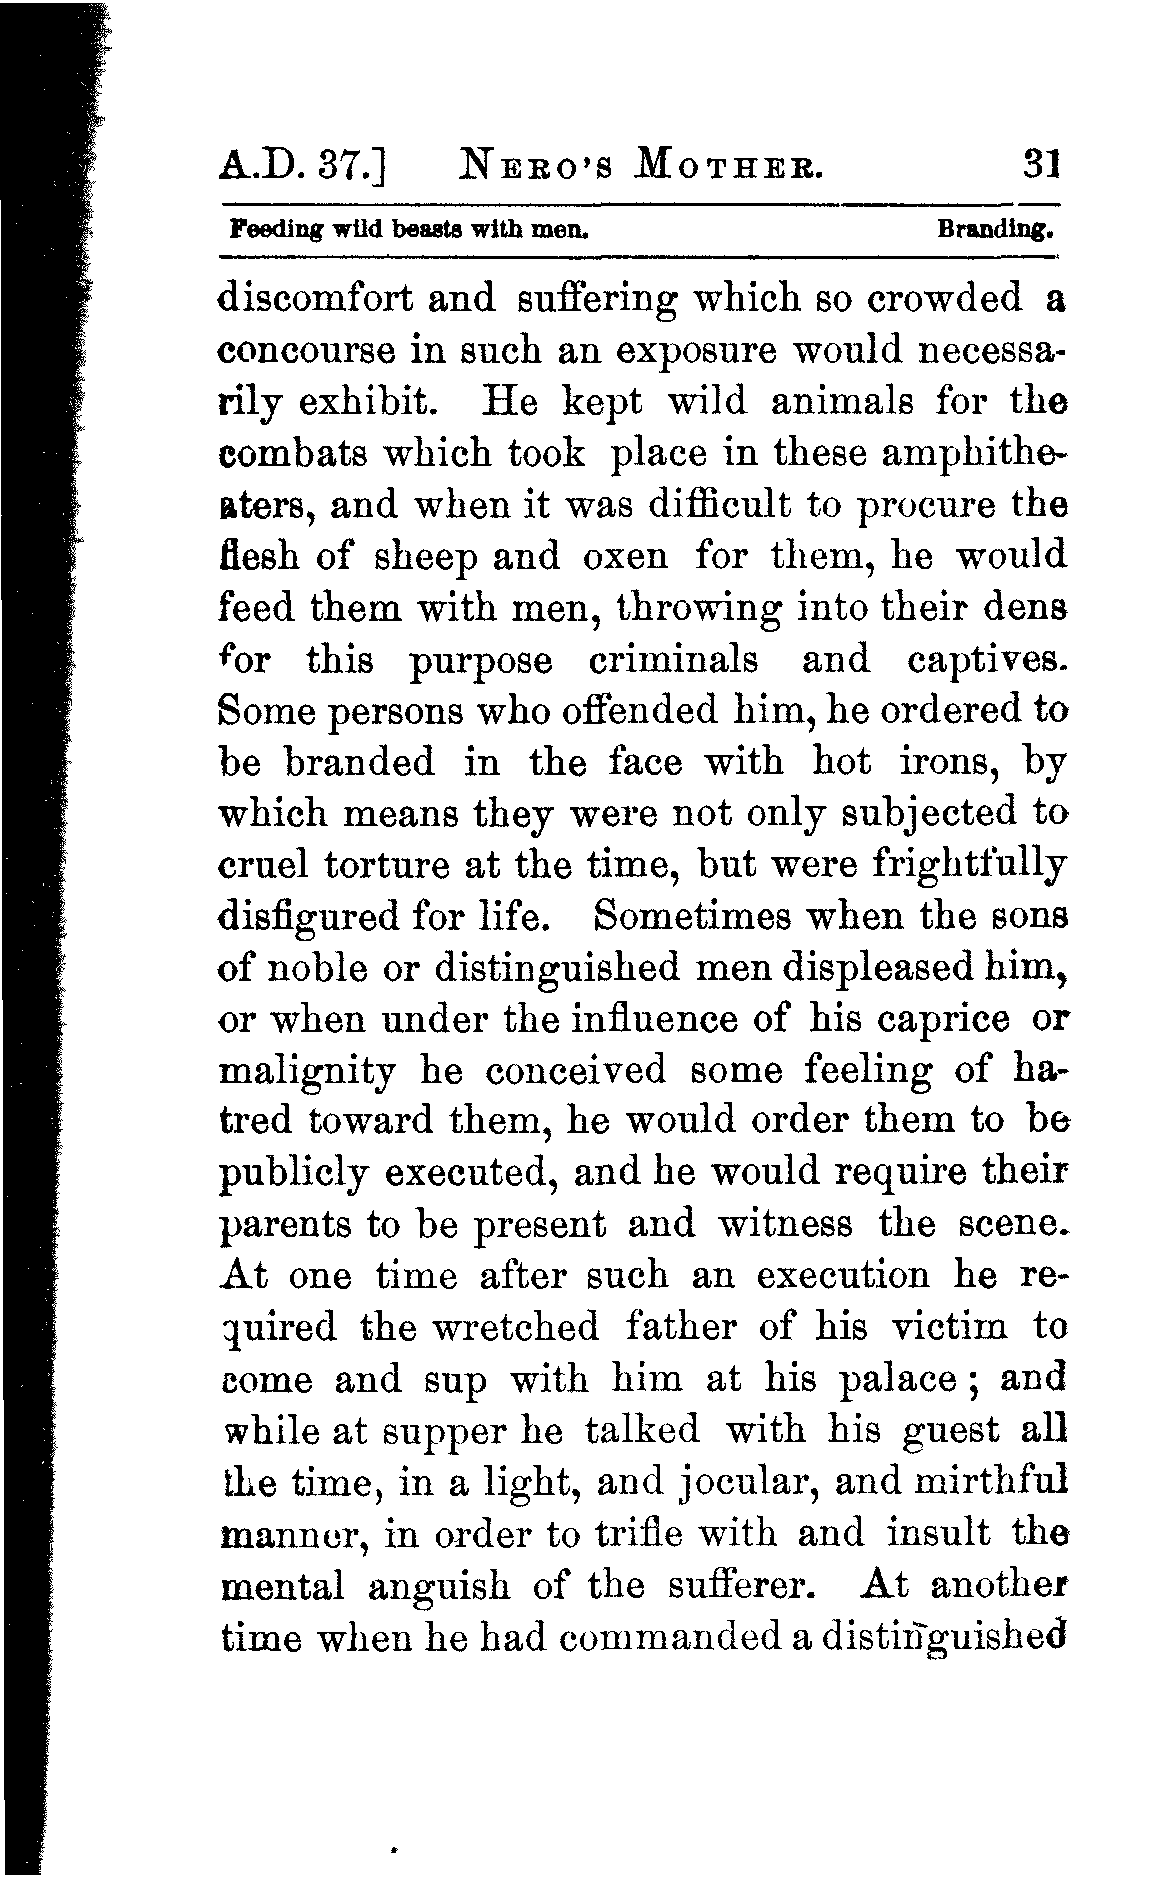 A.D. 37.] NERO'S MOTHER. 31
Feeding wild beasts with men. Branding.
discomfort and suffering which so crowded a
concourse in such an exposure would necessa-
rily exhibit. He kept wild animals for the
combats which took place in these amphithe-
aters, and when it was difficult to procure the
flesh of sheep and oxen for them, he would
feed them with men, throwing into their dens
for this purpose criminals and captives.
Some persons who offended him, he ordered to
be branded in the face with hot irons, by
which means they were not only subjected to
cruel torture at the time, but were frightfully
disfigured for life. Sometimes when the sons
of noble or distinguished men displeased him,
or when under the influence of his caprice or
malignity he conceived some feeling of ha-
tred toward them, he would order them to be
publicly executed, and he would require their
parents to be present and witness the scene.
At one time after such an execution he re-
quired the wretched father of his victim to
come and sup with him at his palace; and
while at supper he talked with his guest all
the time, in a light, and jocular, and mirthful
manner, in order to trifle with and insult the
mental anguish of the sufferer. At another
time when he had commanded a distinguished